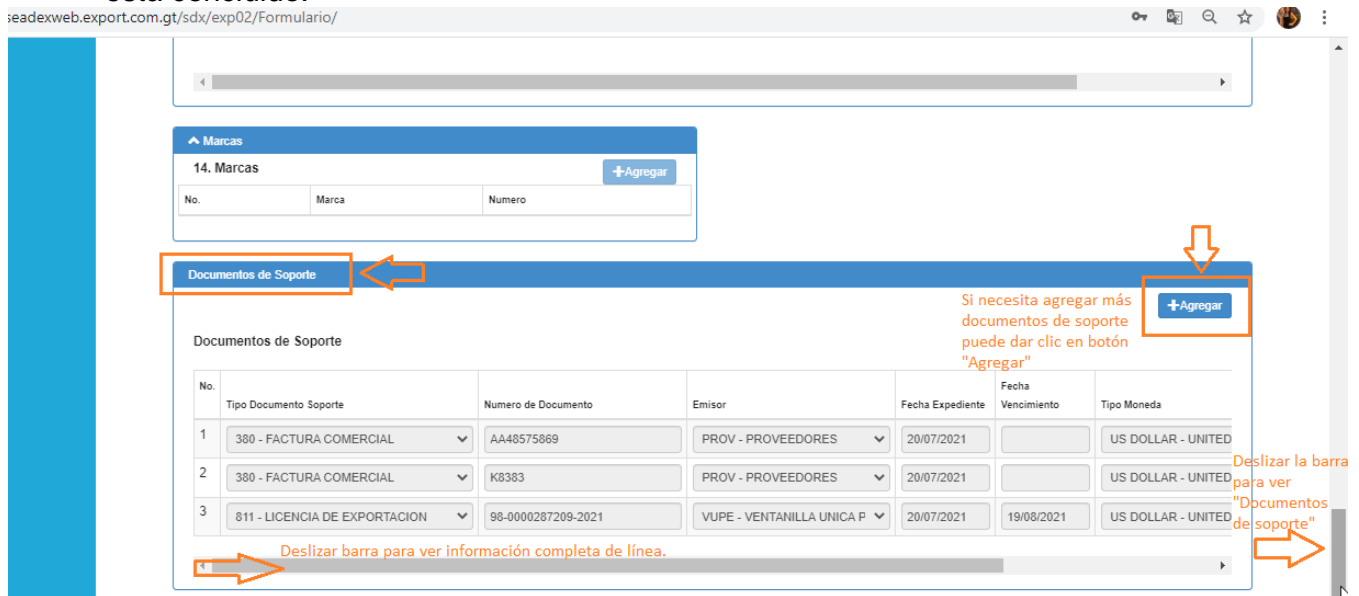 está concluido.
seadexweb.export.com.gt/sdx/exp02/Formulario/
Marcas
14. Marcas
+Agregar
No. Marca Numero
Documentos de Soporte
Si necesita agregar más
documentos de soporte
puede dar clic en botón
"Agregar"
+Agregar
Documentos de Soporte
No. Tipo Documento Soporte Numero de Documento Emisor Fecha Expediente Fecha Vencimiento Tipo Moneda
1 380 - FACTURA COMERCIAL AA48575869 PROV - PROVEEDORES 20/07/2021 US DOLLAR - UNITED
2 380 - FACTURA COMERCIAL K8383 PROV - PROVEEDORES 20/07/2021 US DOLLAR - UNITED
3 811 - LICENCIA DE EXPORTACION 98-0000287209-2021 VUPE - VENTANILLA UNICA P 20/07/2021 19/08/2021 US DOLLAR - UNITED
Deslizar la barra
para ver
"Documentos
de soporte"
Deslizar barra para ver información completa de línea.